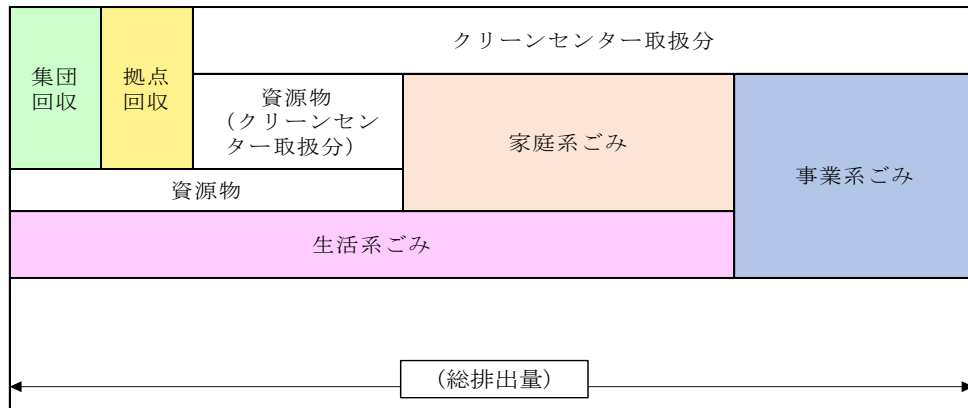 クリーンセンター取扱分
集団
回収
拠点
回収
資源物
（クリーンセン
ター取扱分）
家庭系ごみ
事業系ごみ
資源物
生活系ごみ
（総排出量）